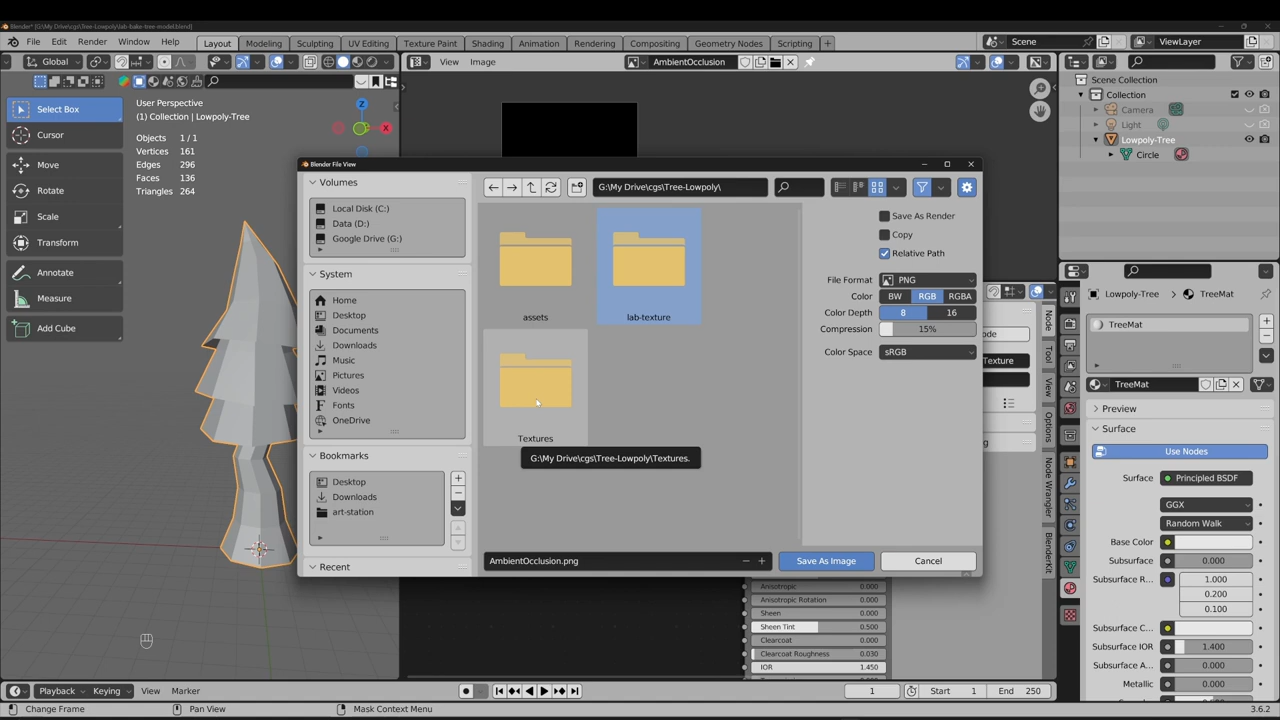 Blender* [G:\My Drive\cgs\Tree-Lowpoly\lab-bake-tree-model.blend]
File Edit Render Window Help Layout Modeling Sculpting UV Editing Texture Paint Shading Animation Rendering Compositing Geometry Nodes Scripting + Scene ViewLayer
Global View Image AmbientOcclusion
Select Box
Cursor
Move
Rotate
Scale
Transform
Annotate
Measure
Add Cube
User Perspective
(1) Collection | Lowpoly-Tree
Objects 1/1
Vertices 161
Edges 296
Faces 136
Triangles 264
Z
X
Blender File View
Volumes
Local Disk (C:)
Data (D:)
Google Drive (G:)
System
Home
Desktop
Documents
Downloads
Music
Pictures
Videos
Fonts
OneDrive
Bookmarks
Desktop
Downloads
art-station
Recent
G:\My Drive\cgs\Tree-Lowpoly\
assets
lab-texture
Textures
G:\My Drive\cgs\Tree-Lowpoly\Textures.
Save As Render
Copy
Relative Path
File Format PNG
Color BW RGB RGBA
Color Depth 8 16
Compression 15%
Color Space sRGB
AmbientOcclusion.png
Save As Image
Cancel
Anisotropic 0.000
Anisotropic Rotation 0.000
Sheen 0.000
Sheen Tint 0.500
Clearcoat 0.000
Clearcoat Roughness 0.030
IOR 1.450
ode
Texture
g
Node
Tool
View
Options
Node Wrangler
BlenderKit
Scene Collection
Collection
Camera
Light
Lowpoly-Tree
Circle
Lowpoly-Tree > TreeMat
TreeMat
TreeMat
Preview
Surface
Use Nodes
Surface Principled BSDF
GGX
Random Walk
Base Color
Subsurface 0.000
Subsurface R... 1.000
0.200
0.100
Subsurface C...
Subsurface IOR 1.400
Subsurface A... 0.000
Metallic 0.000
Playback Keying View Marker 1 Start 1 End 250
Change Frame Pan View Mask Context Menu 3.6.2